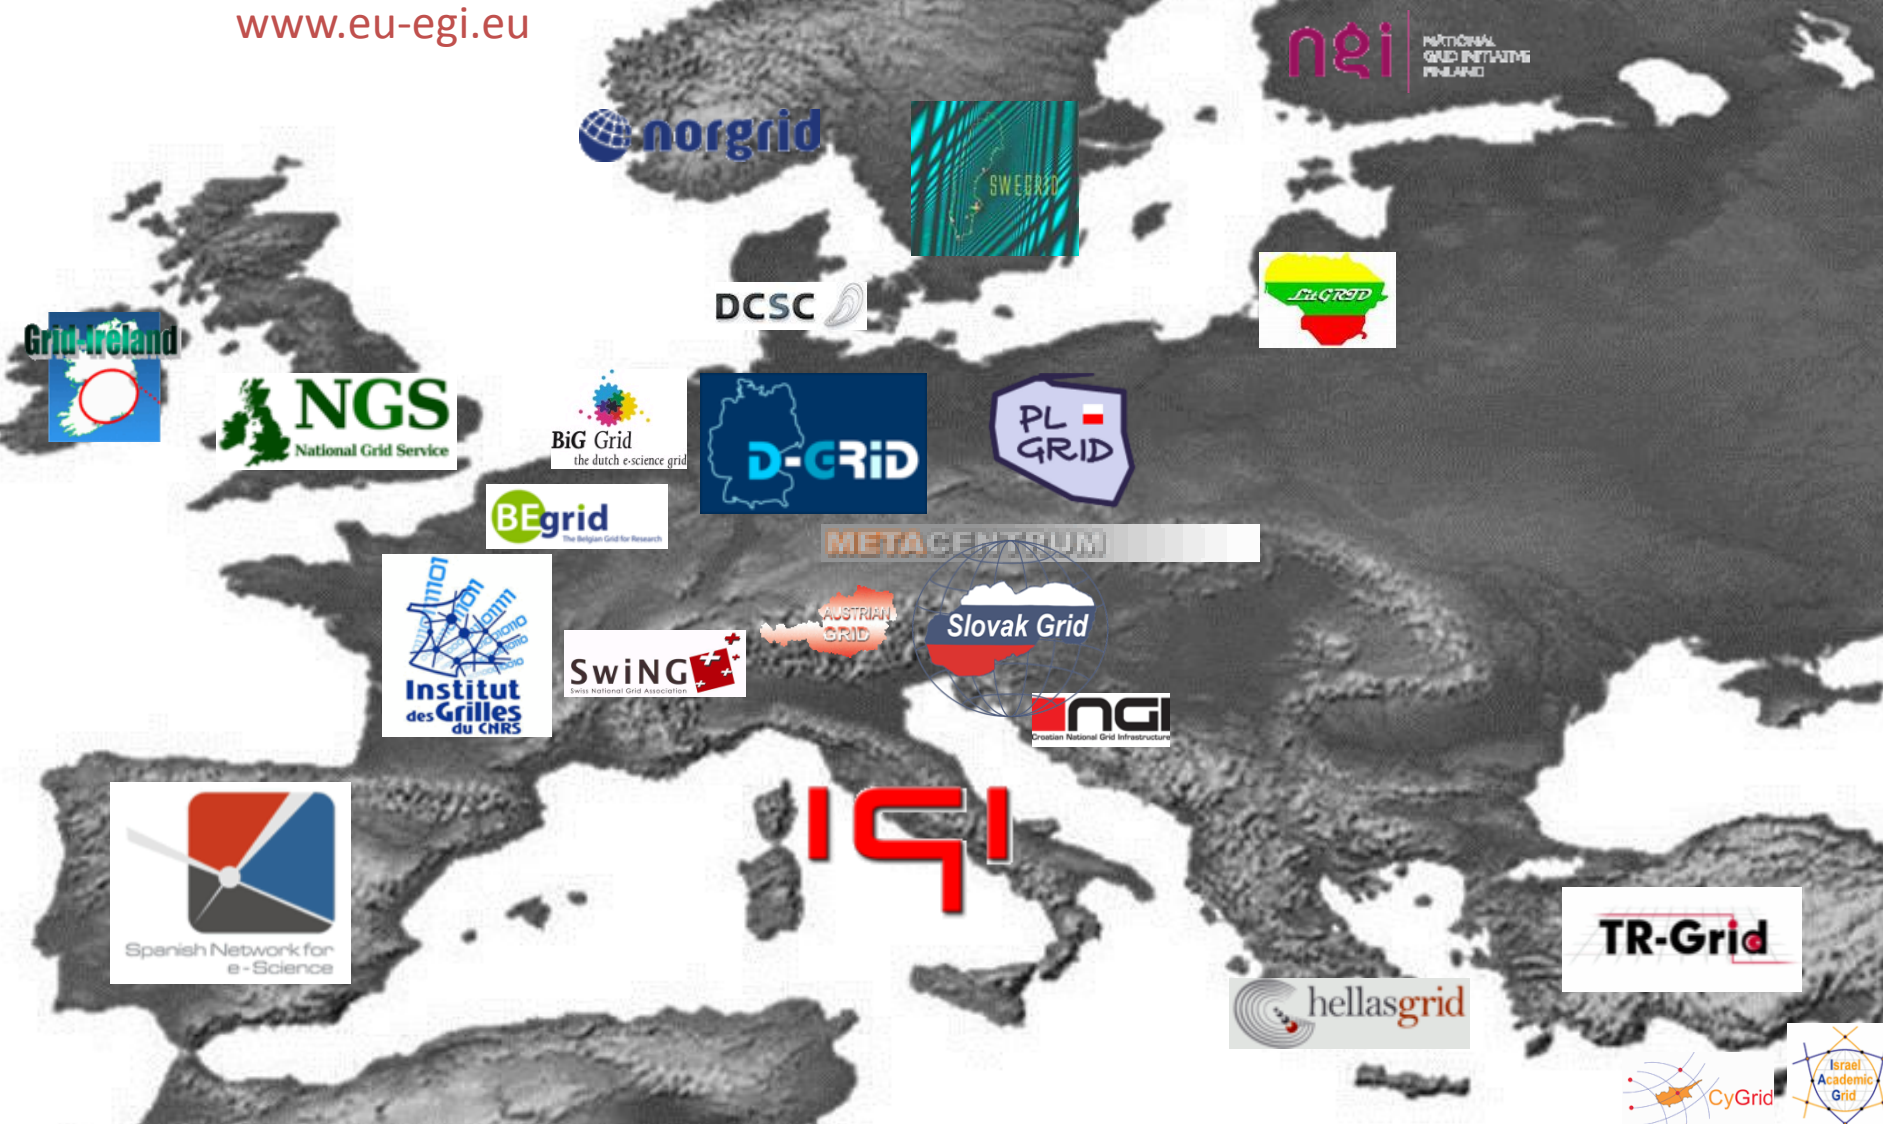 www.eu-egi.eu
ngi
NATIONAL
GRID INITIATIVE
FINLAND
norgrid
SWEGRID
DCSC
LitGRID
Grid-Ireland
NGS
National Grid Service
BiG Grid
the dutch e-science grid
D-GRiD
PL
GRID
BEgrid
The Belgian Grid for Research
METACENTRUM
AUSTRIAN
GRID
Slovak Grid
SwiNG
Swiss National Grid Association
Institut
des Grilles
du CNRS
NGI
Croatian National Grid Infrastructure
IGI
Spanish Network for
e-Science
TR-Grid
hellasgrid
CyGrid
Israel
Academic
Grid